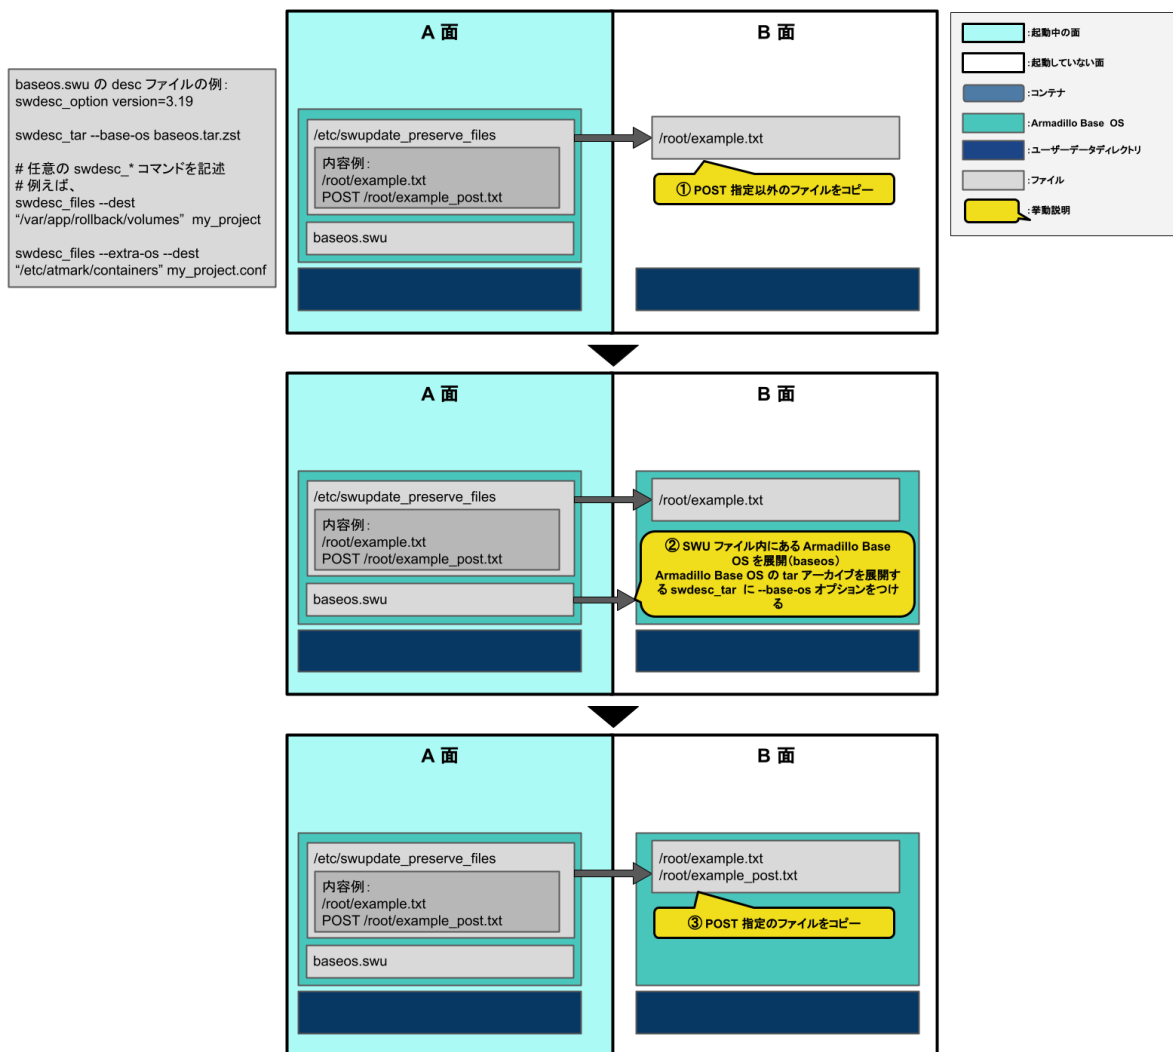 A 面
B 面
baseos.swu の desc ファイルの例：
swdesc_option version=3.19
swdesc_tar --base-os baseos.tar.zst
# 任意の swdesc_* コマンドを記述
# 例えば、
swdesc_files --dest
“/var/app/rollback/volumes” my_project
swdesc_files --extra-os --dest
“/etc/atmark/containers” my_project.conf
/etc/swupdate_preserve_files
内容例：
/root/example.txt
POST /root/example_post.txt
baseos.swu
/root/example.txt
① POST 指定以外のファイルをコピー
：起動中の面
：起動していない面
：コンテナ
：Armadillo Base OS
：ユーザーデータディレクトリ
：ファイル
：挙動説明
A 面
B 面
/etc/swupdate_preserve_files
内容例：
/root/example.txt
POST /root/example_post.txt
baseos.swu
/root/example.txt
② SWU ファイル内にある Armadillo Base
OS を展開（baseos）
Armadillo Base OS の tar アーカイブを展開す
る swdesc_tar に --base-os オプションをつけ
る
A 面
B 面
/etc/swupdate_preserve_files
内容例：
/root/example.txt
POST /root/example_post.txt
baseos.swu
/root/example.txt
/root/example_post.txt
③ POST 指定のファイルをコピー